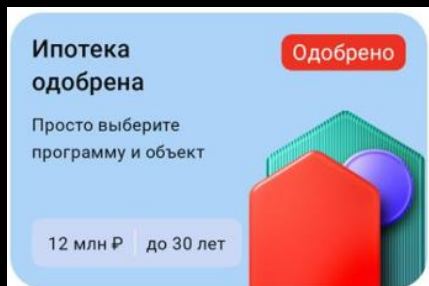 Ипотека
одобрена
Одобрено
Просто выберите
программу и объект
12 млн ₽ до 30 лет